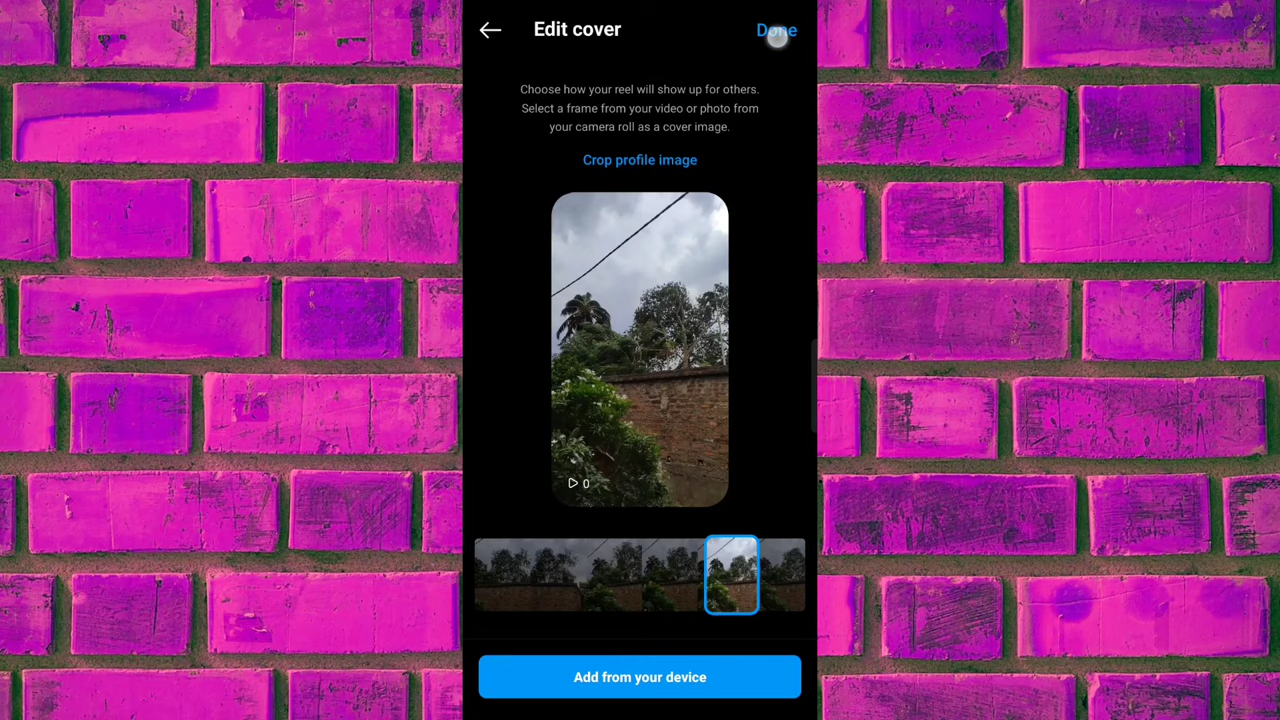 Edit cover
Done
Choose how your reel will show up for others.
Select a frame from your video or photo from
your camera roll as a cover image.
Crop profile image
0
Add from your device